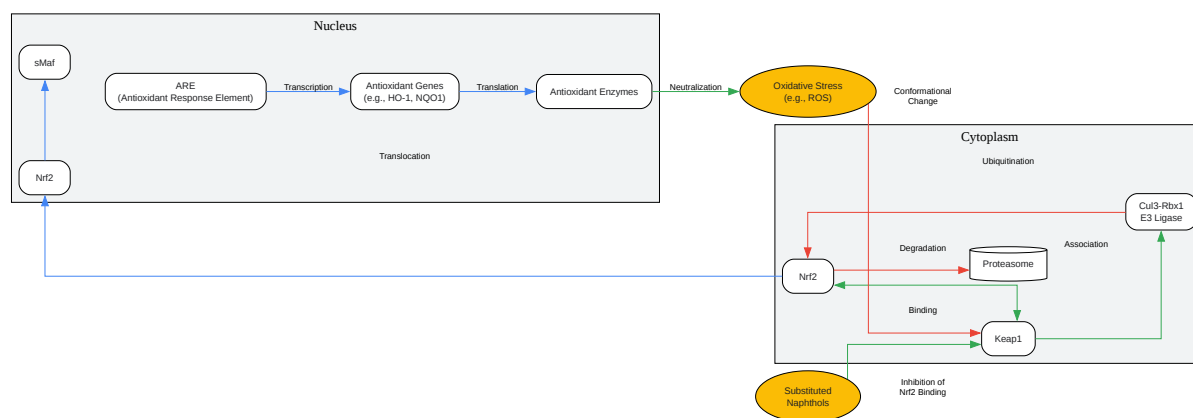 Nucleus
sMaf
ARE
(Antioxidant Response Element)
Transcription
Antioxidant Genes
(e.g., HO-1, NQO1)
Translation
Antioxidant Enzymes
Neutralization
Oxidative Stress
(e.g., ROS)
Conformational
Change
Translocation
Nrf2
Cytoplasm
Ubiquitination
Cul3-Rbx1
E3 Ligase
Degradation
Association
Nrf2
Proteasome
Binding
Keap1
Substituted
Naphthols
Inhibition of
Nrf2 Binding